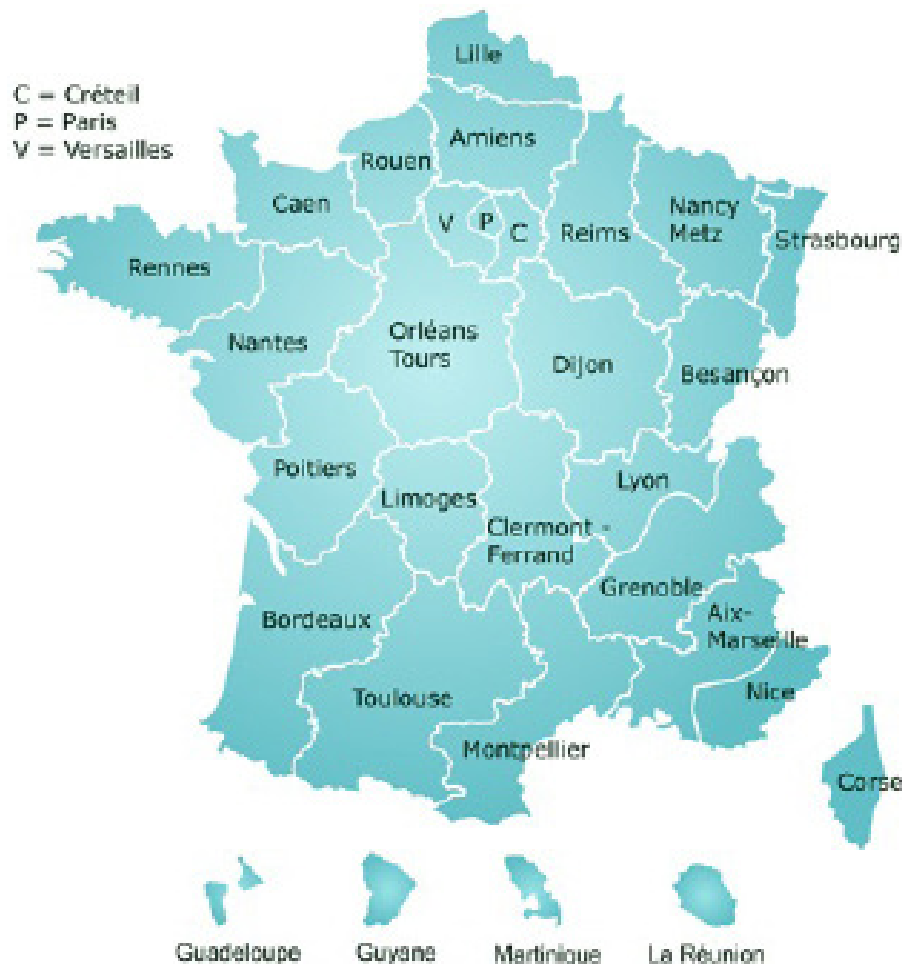 Lille
C = Créteil
P = Paris
V = Versailles
Amiens
Rouen
Caen
V
P
C
Reims
Nancy
Metz
Strasbourg
Rennes
Nantes
Orléans
Tours
Dijon
Besançon
Poitiers
Limoges
Lyon
Clermont -
Ferrand
Grenoble
Aix-
Marseille
Bordeaux
Toulouse
Nice
Montpellier
Corse
Guadeloupe
Guyane
Martinique
La Réunion